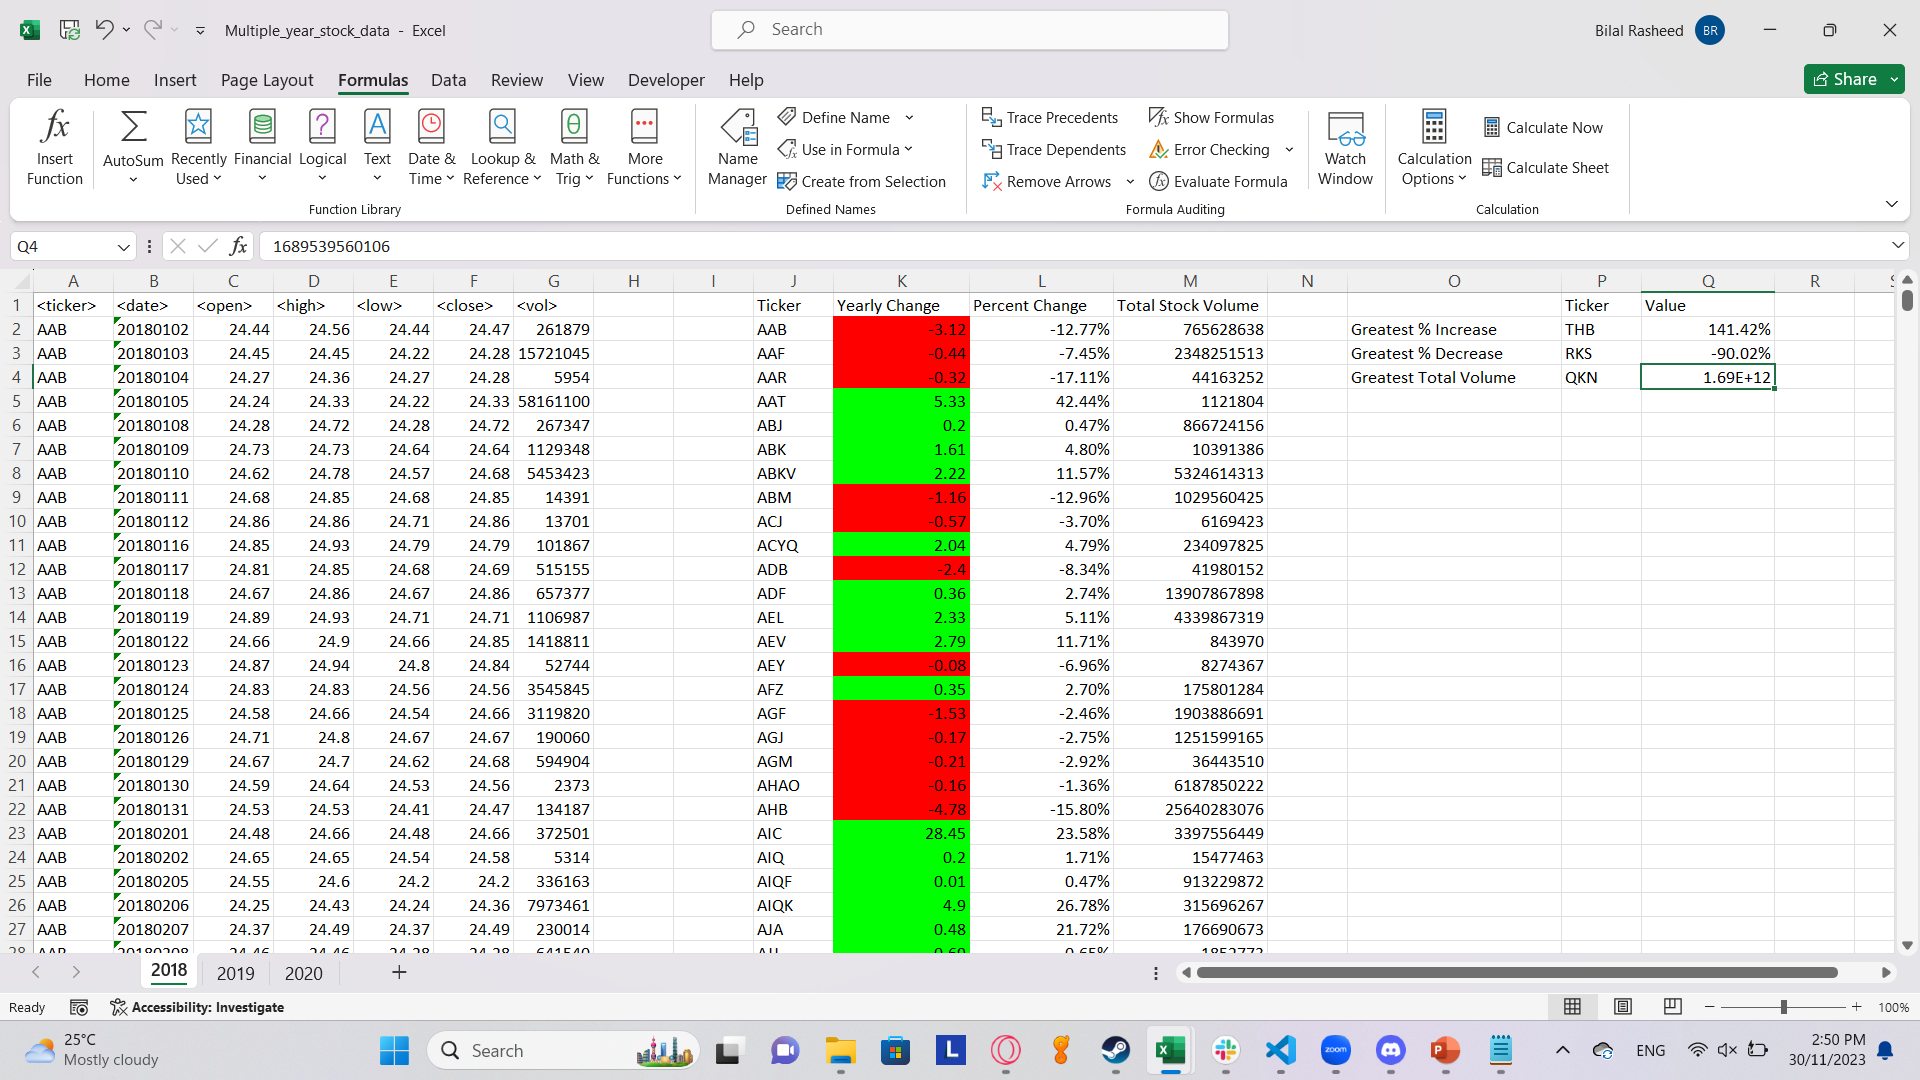 Multiple_year_stock_data - Excel
Search
Bilal Rasheed BR
File Home Insert Page Layout Formulas Data Review View Developer Help
Share
Insert Function
AutoSum
Recently Used
Financial
Logical
Text
Date & Time
Lookup & Reference
Math & Trig
More Functions
Function Library
Name Manager
Define Name
Use in Formula
Create from Selection
Defined Names
Trace Precedents
Trace Dependents
Remove Arrows
Show Formulas
Error Checking
Evaluate Formula
Formula Auditing
Watch Window
Calculation Options
Calculate Now
Calculate Sheet
Calculation
Q4 fx 1689539560106
A B C D E F G H I J K L M N O P Q R
1 <ticker> <date> <open> <high> <low> <close> <vol> Ticker Yearly Change Percent Change Total Stock Volume Ticker Value
2 AAB 20180102 24.44 24.56 24.44 24.47 261879 AAB -3.12 -12.77% 765628638 Greatest % Increase THB 141.42%
3 AAB 20180103 24.45 24.45 24.22 24.28 15721045 AAF -0.44 -7.45% 2348251513 Greatest % Decrease RKS -90.02%
4 AAB 20180104 24.27 24.36 24.27 24.28 5954 AAR -0.32 -17.11% 44163252 Greatest Total Volume QKN 1.69E+12
5 AAB 20180105 24.24 24.33 24.22 24.33 58161100 AAT 5.33 42.44% 1121804
6 AAB 20180108 24.28 24.72 24.28 24.72 267347 ABJ 0.2 0.47% 866724156
7 AAB 20180109 24.73 24.73 24.64 24.64 1129348 ABK 1.61 4.80% 10391386
8 AAB 20180110 24.62 24.78 24.57 24.68 5453423 ABKV 2.22 11.57% 5324614313
9 AAB 20180111 24.68 24.85 24.68 24.85 14391 ABM -1.16 -12.96% 1029560425
10 AAB 20180112 24.86 24.86 24.71 24.86 13701 ACJ -0.57 -3.70% 6169423
11 AAB 20180116 24.85 24.93 24.79 24.79 101867 ACYQ 2.04 4.79% 234097825
12 AAB 20180117 24.81 24.85 24.68 24.69 515155 ADB -2.4 -8.34% 41980152
13 AAB 20180118 24.67 24.86 24.67 24.86 657377 ADF 0.36 2.74% 13907867898
14 AAB 20180119 24.89 24.93 24.71 24.71 1106987 AEL 2.33 5.11% 4339867319
15 AAB 20180122 24.66 24.9 24.66 24.85 1418811 AEV 2.79 11.71% 843970
16 AAB 20180123 24.87 24.94 24.8 24.84 52744 AEY -0.08 -6.96% 8274367
17 AAB 20180124 24.83 24.83 24.56 24.56 3545845 AFZ 0.35 2.70% 175801284
18 AAB 20180125 24.58 24.66 24.54 24.66 3119820 AGF -1.53 -2.46% 1903886691
19 AAB 20180126 24.71 24.8 24.67 24.67 190060 AGJ -0.17 -2.75% 1251599165
20 AAB 20180129 24.67 24.7 24.62 24.68 594904 AGM -0.21 -2.92% 36443510
21 AAB 20180130 24.59 24.64 24.53 24.56 2373 AHAO -0.16 -1.36% 6187850222
22 AAB 20180131 24.53 24.53 24.41 24.47 134187 AHB -4.78 -15.80% 25640283076
23 AAB 20180201 24.48 24.66 24.48 24.66 372501 AIC 28.45 23.58% 3397556449
24 AAB 20180202 24.65 24.65 24.54 24.58 5314 AIQ 0.2 1.71% 15477463
25 AAB 20180205 24.55 24.6 24.2 24.2 336163 AIQF 0.01 0.47% 913229872
26 AAB 20180206 24.25 24.43 24.24 24.36 7973461 AIQK 4.9 26.78% 315696267
27 AAB 20180207 24.37 24.49 24.37 24.49 230014 AJA 0.48 21.72% 176690673
2018 2019 2020
Ready Accessibility: Investigate 100%
25°C
Mostly cloudy
Search
L
zoom
ENG
2:50 PM
30/11/2023